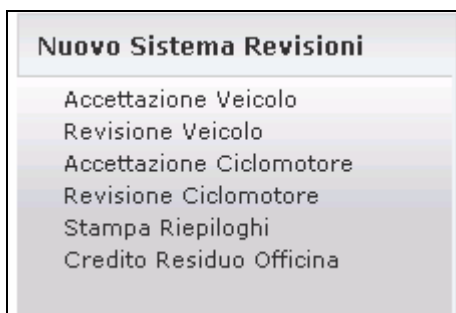 Nuovo Sistema Revisioni
Accettazione Veicolo
Revisione Veicolo
Accettazione Ciclomotore
Revisione Ciclomotore
Stampa Riepiloghi
Credito Residuo Officina